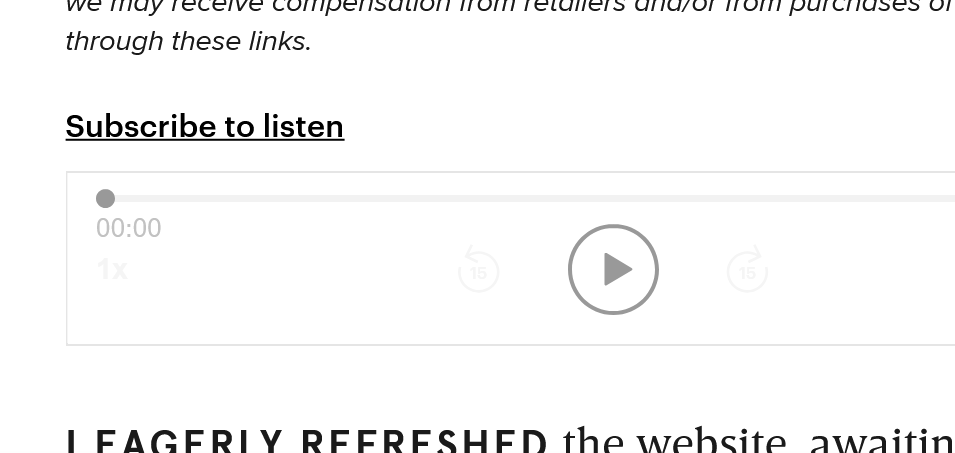 we may receive compensation from retailers and/or from purchases of
through these links.
Subscribe to listen
00:00
1x
15
15
I EAGERLY REFRESHED the website, awaitin